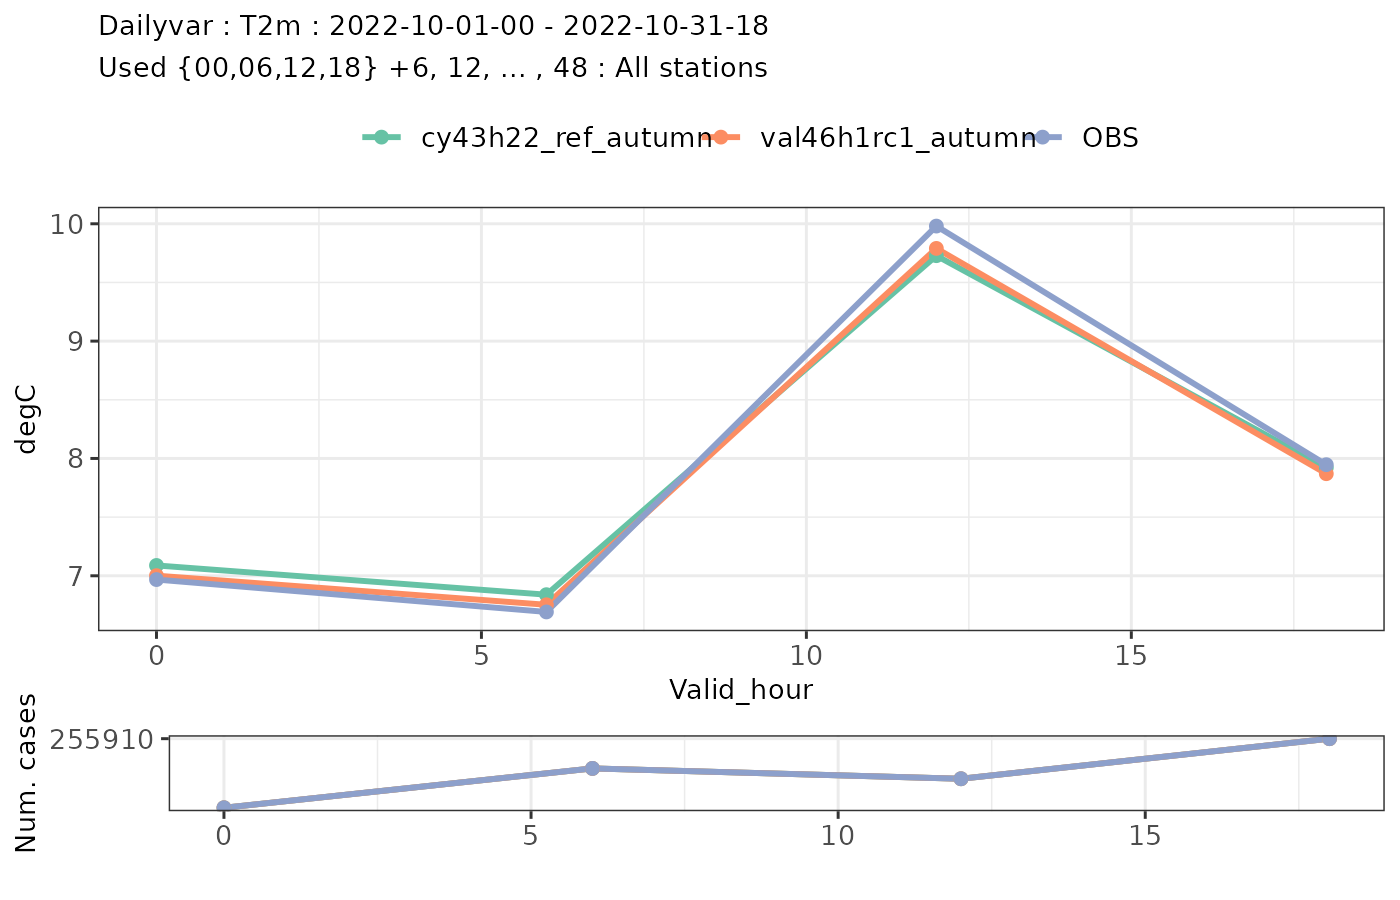 Dailyvar : T2m : 2022-10-01-00 - 2022-10-31-18
Used {00,06,12,18} +6, 12, ... , 48 : All stations
cy43h22_ref_autumn val46h1rc1_autumn OBS
degC
10
9
8
7
0 5 10 15
Valid_hour
Num. cases
255910
0 5 10 15